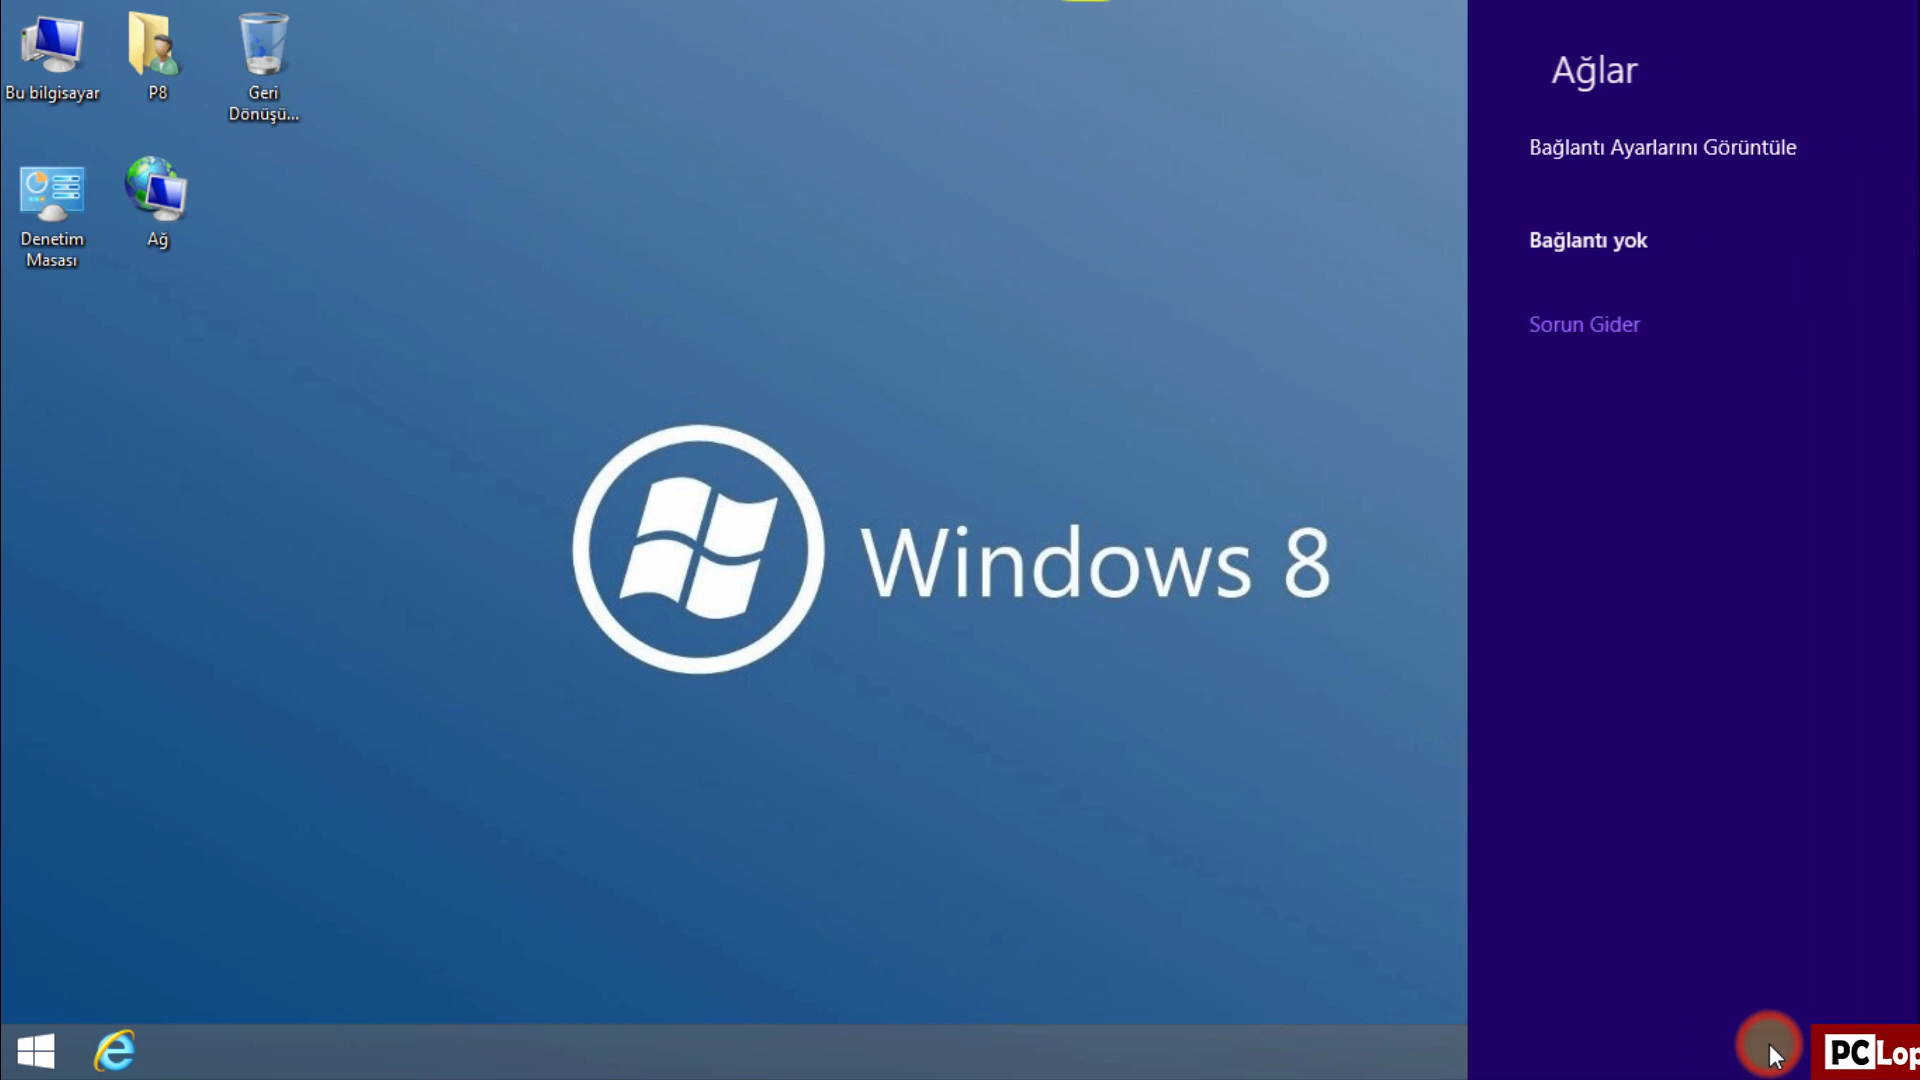 Bu bilgisayar
P8
Geri
Dönüşü...
Denetim
Masası
Ağ
Windows 8
Ağlar
Bağlantı Ayarlarını Görüntüle
Bağlantı yok
Sorun Gider
PC Lop